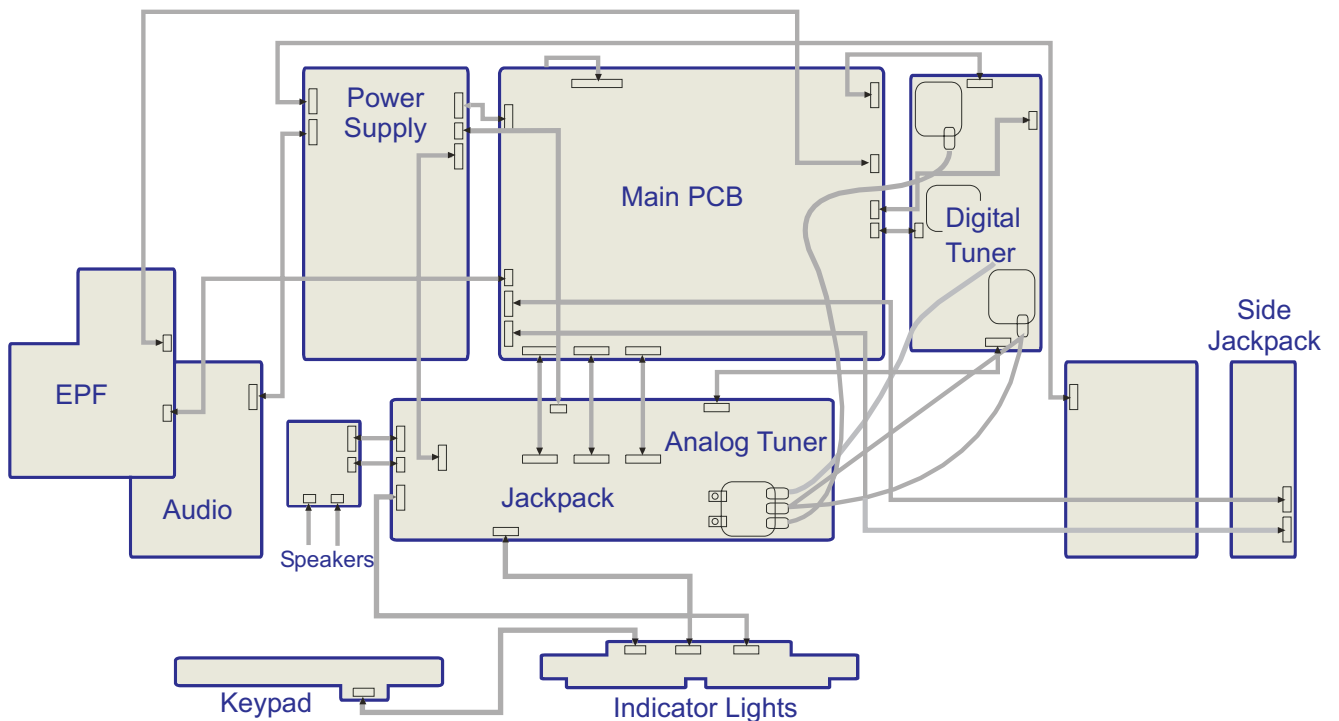 Power
Supply
Main PCB
Digital
Tuner
Side
Jackpack
EPF
Analog Tuner
Jackpack
Audio
Speakers
Keypad
Indicator Lights